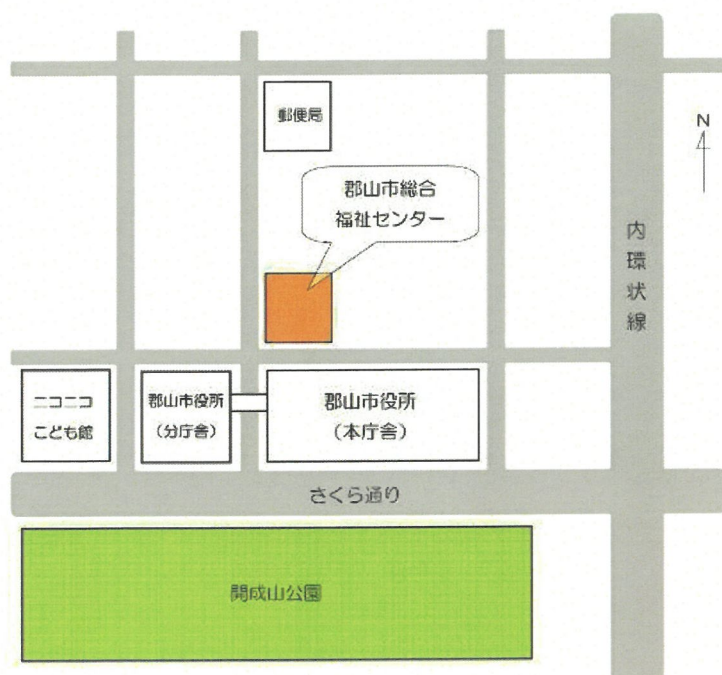 郵便局
N
郡山市総合
福祉センター
内環状線
ニコニコ
こども館
郡山市役所
(分庁舎)
郡山市役所
(本庁舎)
さくら通り
開成山公園